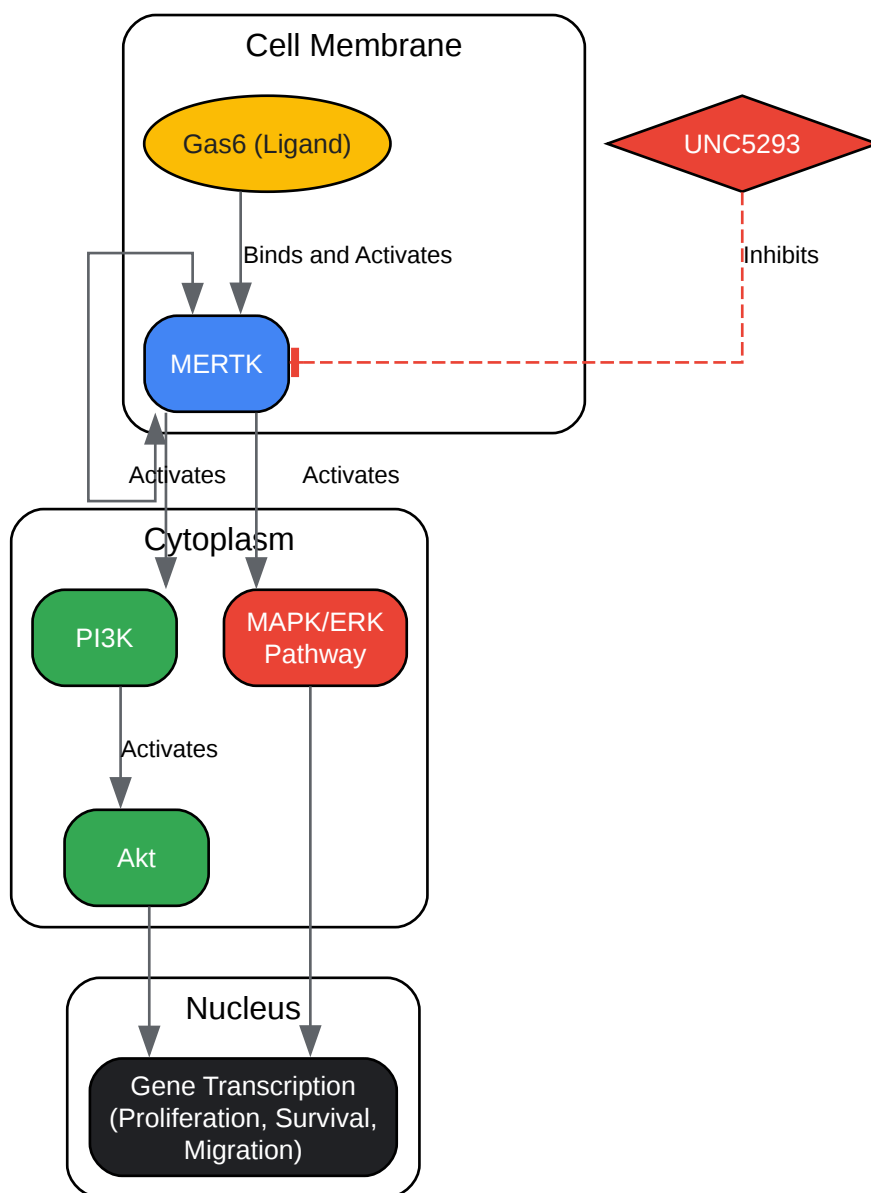 Cell Membrane
Gas6 (Ligand)
UNC5293
Binds and Activates
Inhibits
MERTK
Activates
Activates
Cytoplasm
PI3K
MAPK/ERK
Pathway
Activates
Akt
Nucleus
Gene Transcription
(Proliferation, Survival,
Migration)